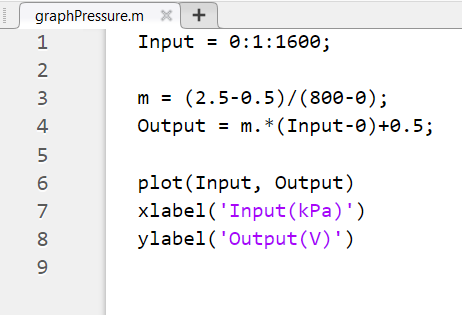 graphPressure.m
1 Input = 0:1:1600;
2
3 m = (2.5-0.5)/(800-0);
4 Output = m.*(Input-0)+0.5;
5
6 plot(Input, Output)
7 xlabel('Input(kPa)')
8 ylabel('Output(V)')
9